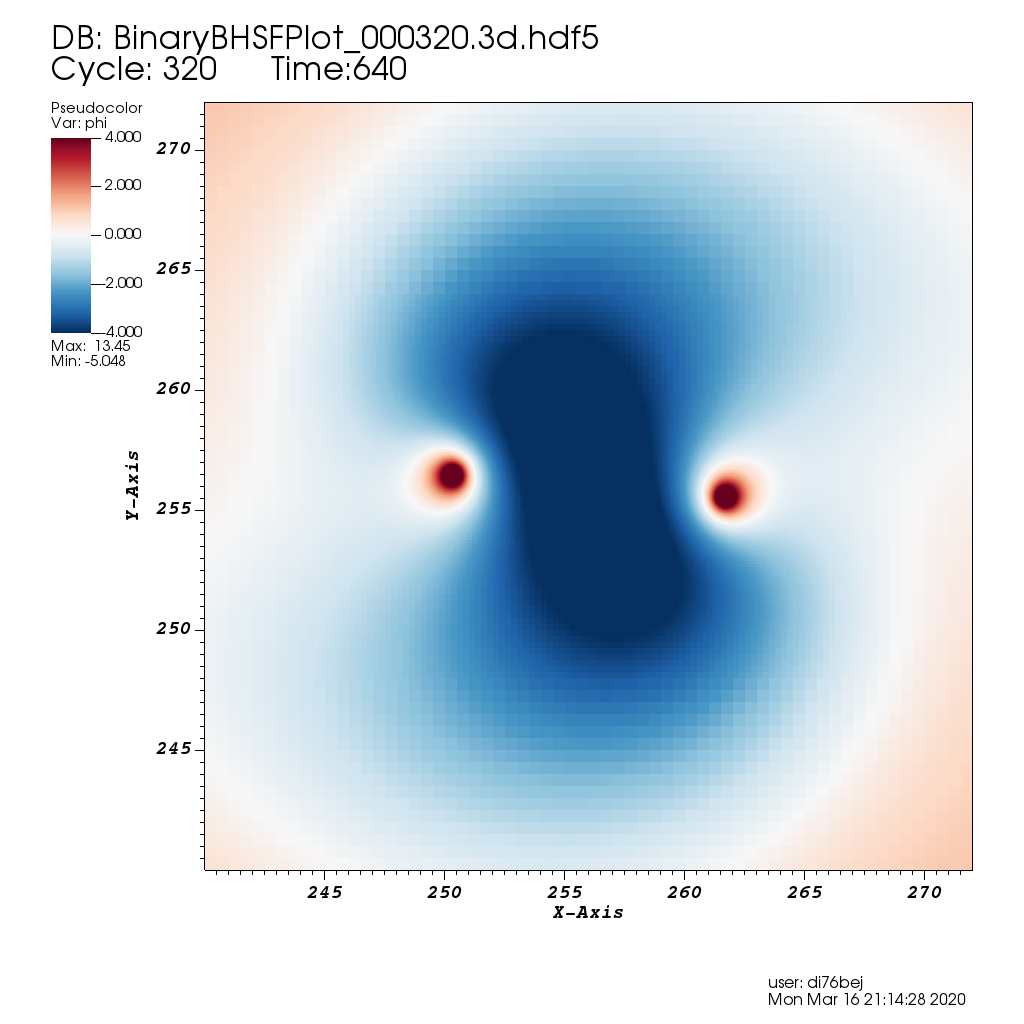 DB: BinaryBHSFPlot_000320.3d.hdf5
Cycle: 320 Time:640
Pseudocolor
Var: phi
4.000
2.000
0.000
-2.000
-4.000
Max: 13.45
Min: -5.048
270
265
260
255
250
245
Y-Axis
245 250 255 260 265 270
X-Axis
user: di76bej
Mon Mar 16 21:14:28 2020